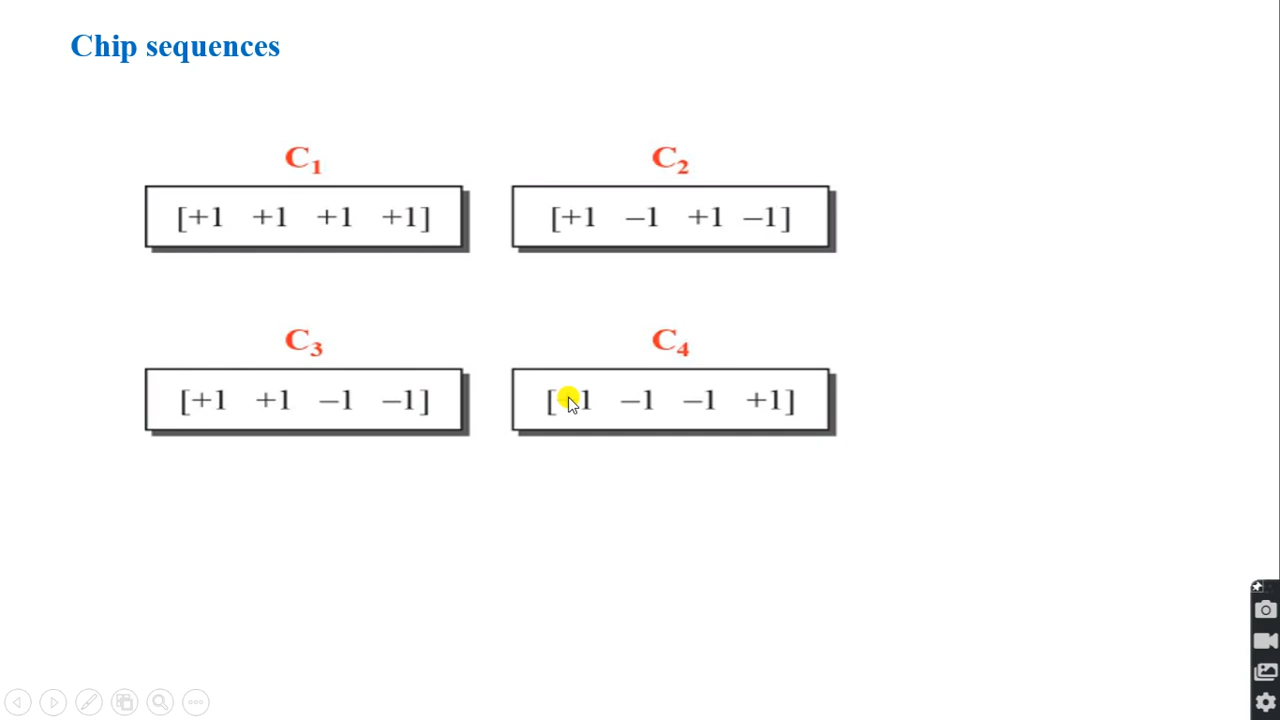 Chip sequences
C1 C2
[+1 +1 +1 +1] [+1 –1 +1 –1]
C3 C4
[+1 +1 –1 –1] [ 1 –1 –1 +1]